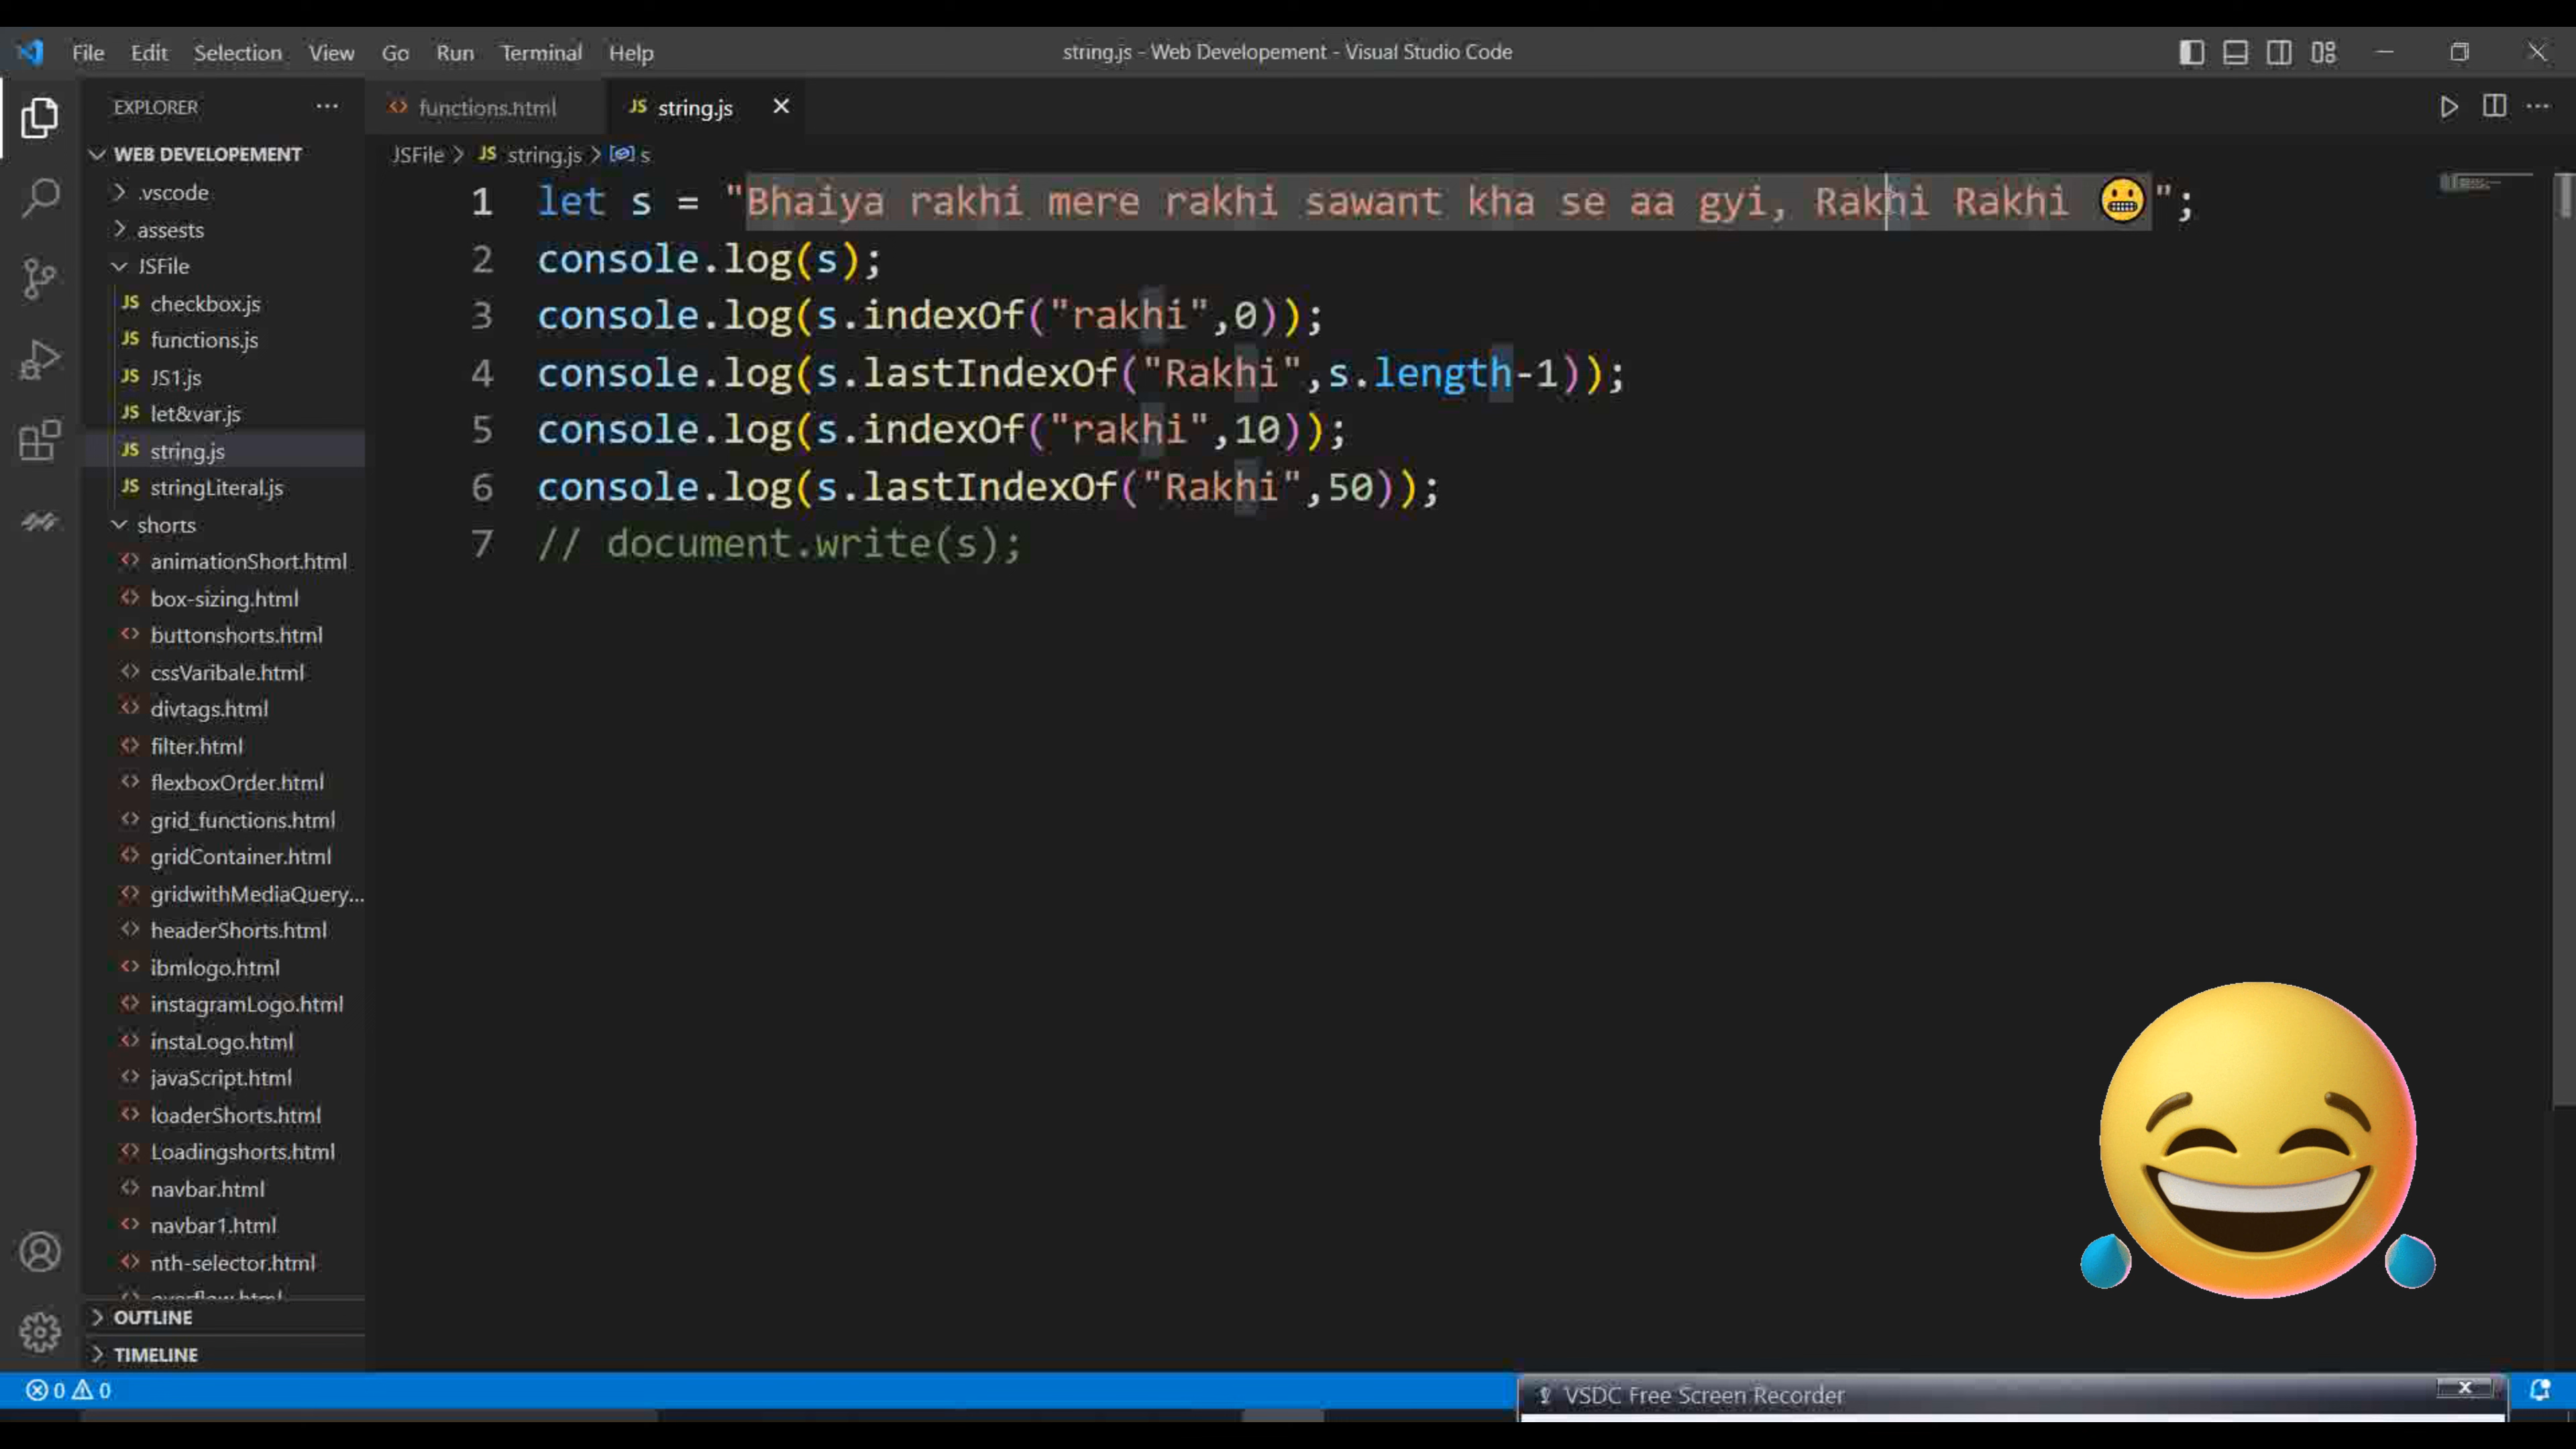 File Edit Selection View Go Run Terminal Help string.js - Web Developement - Visual Studio Code
EXPLORER ···
WEB DEVELOPEMENT
.vscode
assests
JSFile
JS checkbox.js
JS functions.js
JS JS1.js
JS let&var.js
JS string.js
JS stringLiteral.js
shorts
animationShort.html
box-sizing.html
buttonshorts.html
cssVaribale.html
divtags.html
filter.html
flexboxOrder.html
grid_functions.html
gridContainer.html
gridwithMediaQuery...
headerShorts.html
ibmlogo.html
instagramLogo.html
instaLogo.html
javaScript.html
loaderShorts.html
Loadingshorts.html
navbar.html
navbar1.html
nth-selector.html
OUTLINE
TIMELINE
functions.html JS string.js
JSFile > JS string.js > s
1 let s = "Bhaiya rakhi mere rakhi sawant kha se aa gyi, Rakhi Rakhi 😬";
2 console.log(s);
3 console.log(s.indexOf("rakhi",0));
4 console.log(s.lastIndexOf("Rakhi",s.length-1));
5 console.log(s.indexOf("rakhi",10));
6 console.log(s.lastIndexOf("Rakhi",50));
7 // document.write(s);
0 0
VSDC Free Screen Recorder